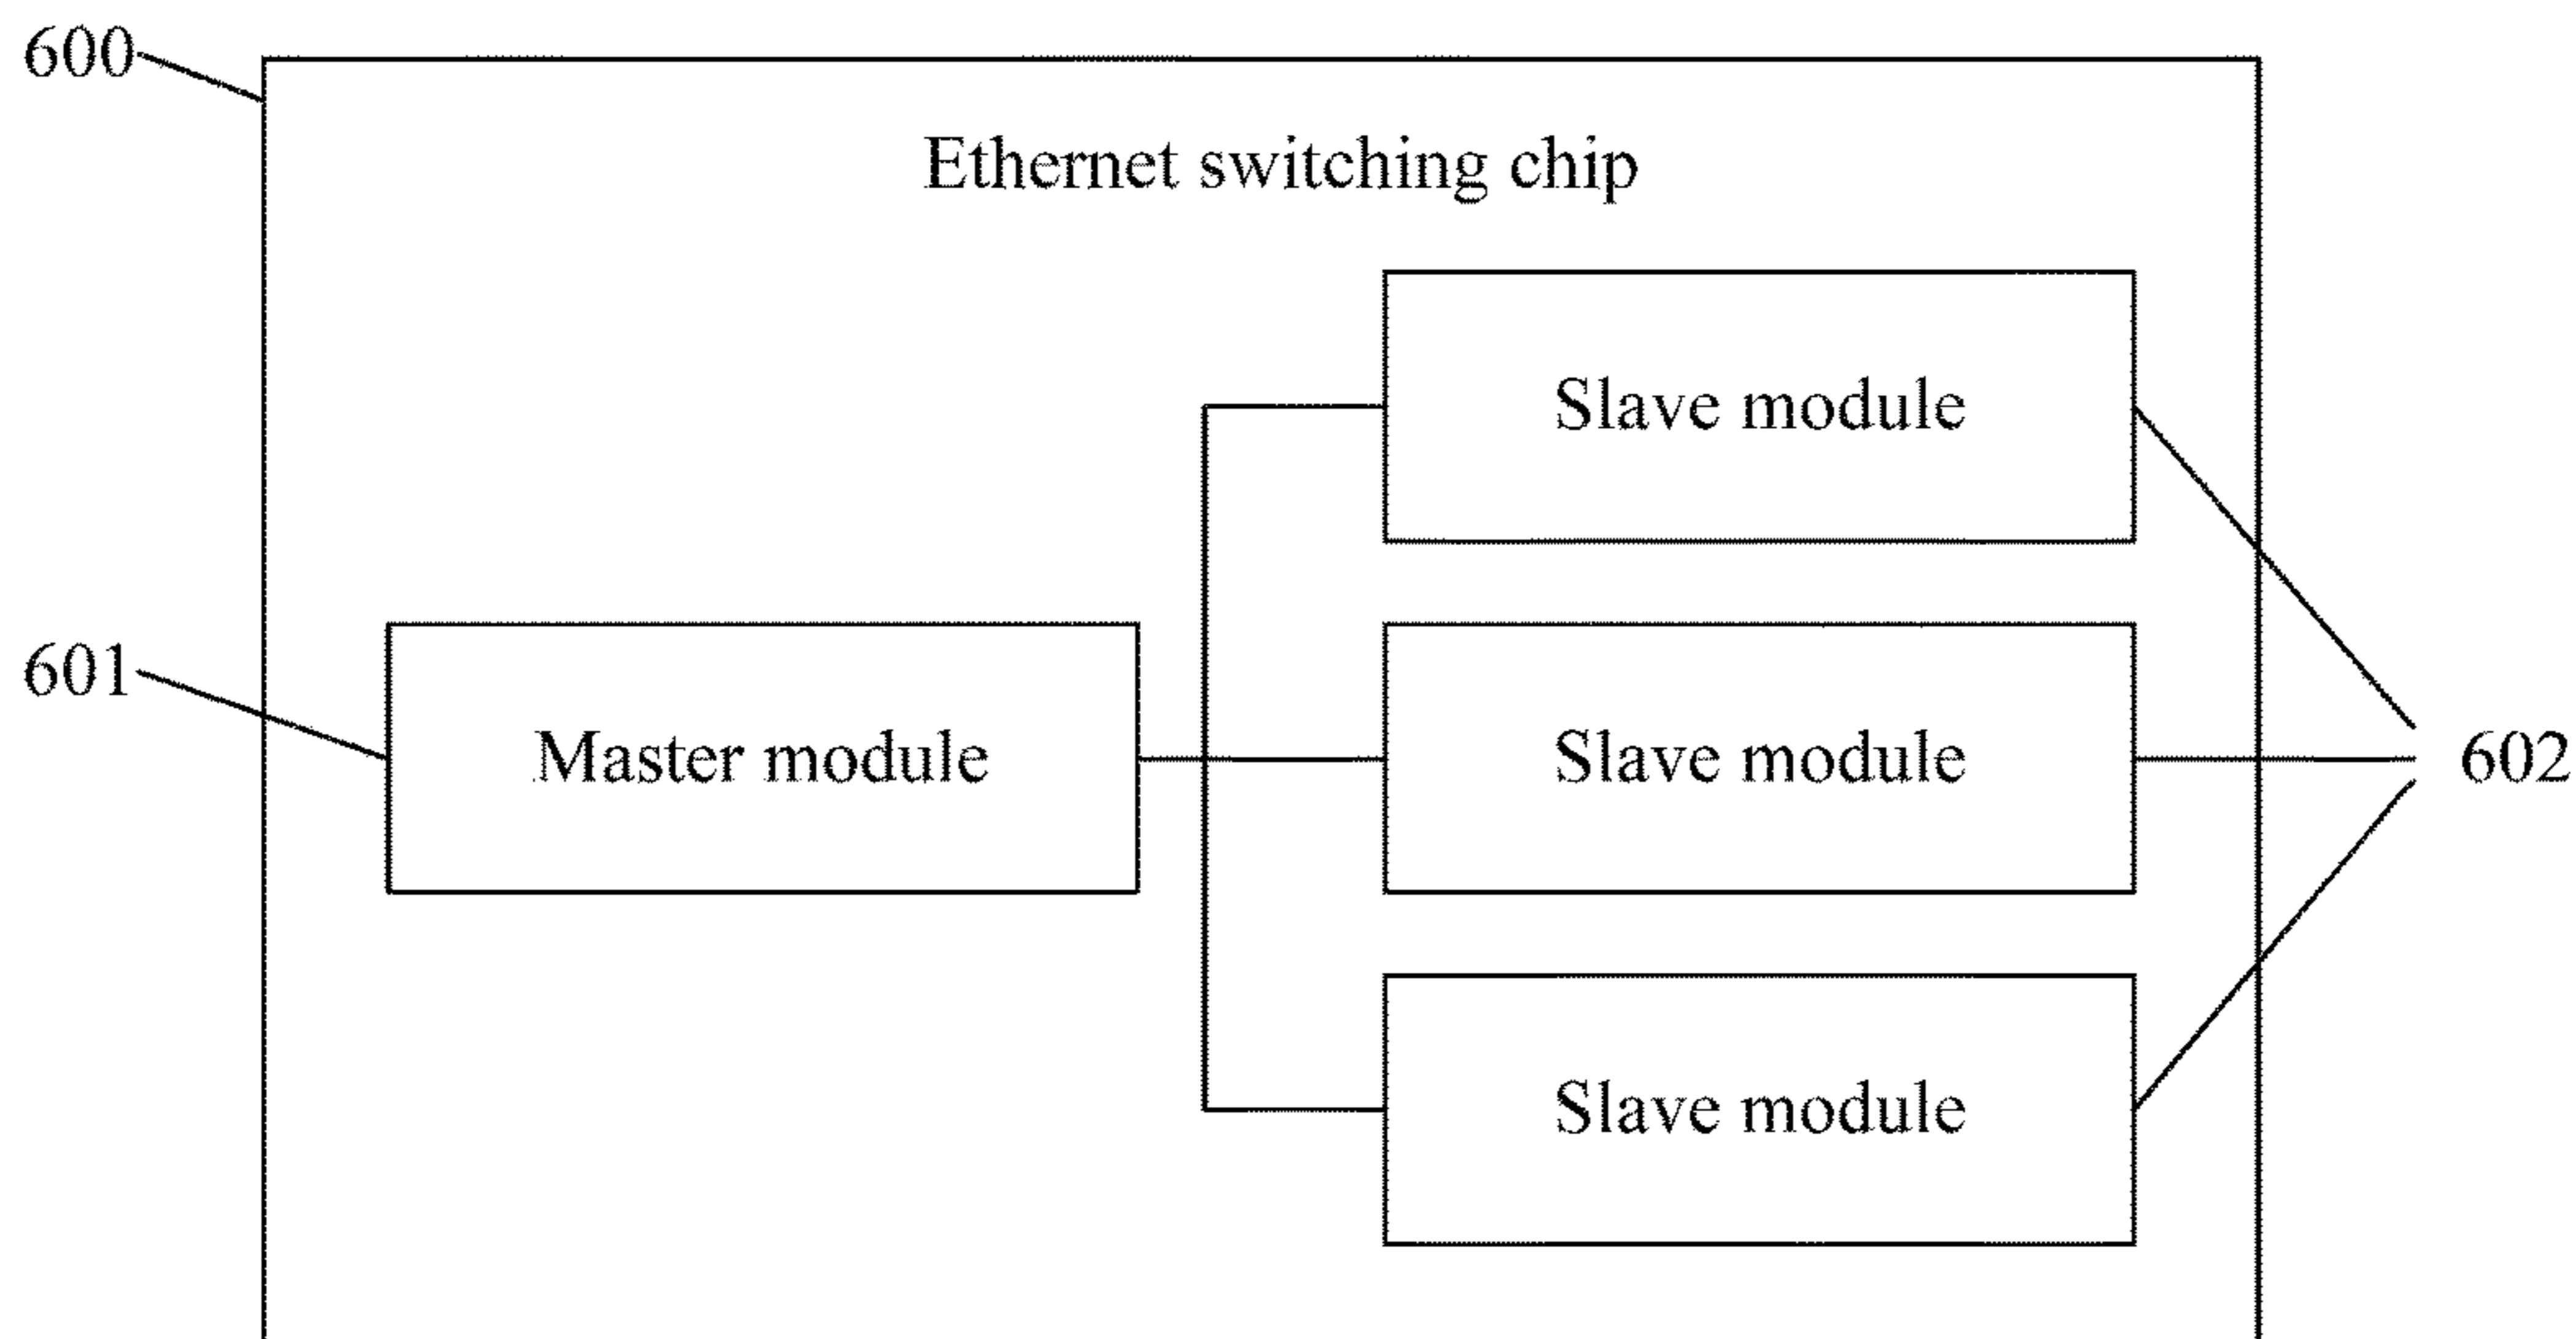 600
Ethernet switching chip
Slave module
601
Master module
Slave module
602
Slave module